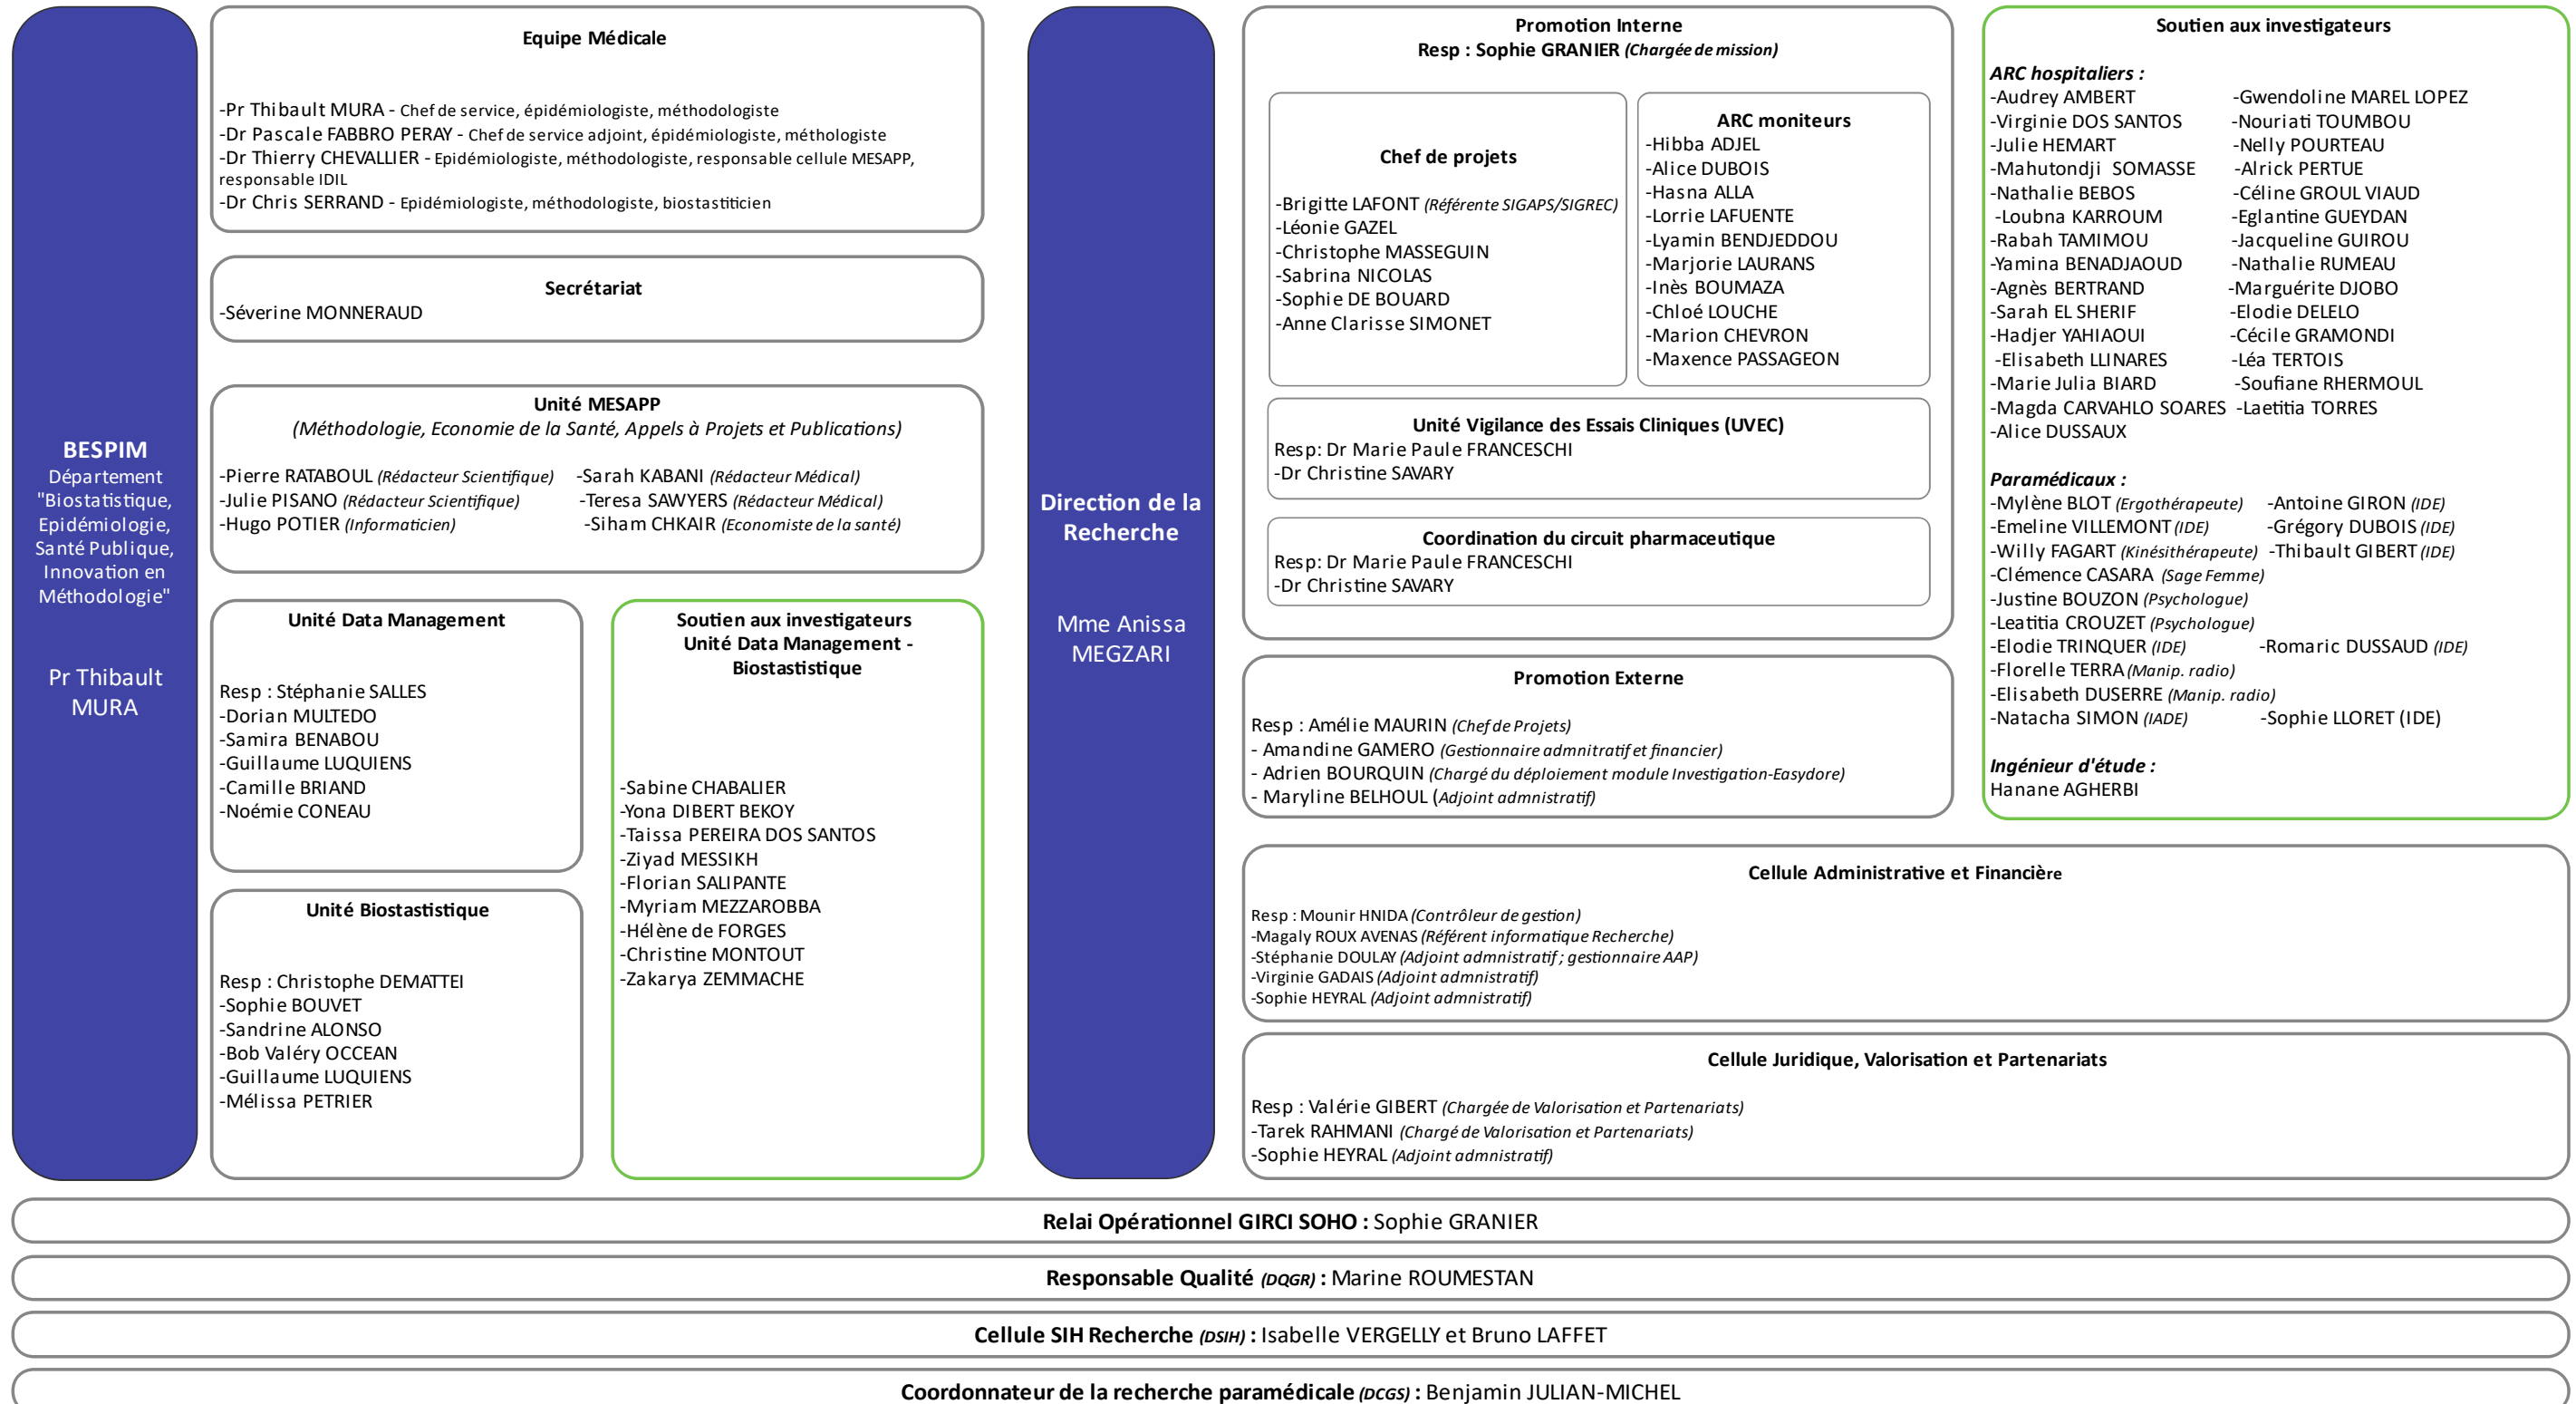 BESPIM
Département
"Biostatistique,
Epidémiologie,
Santé Publique,
Innovation en
Méthodologie"
Pr Thibault
MURA
Equipe Médicale
-Pr Thibault MURA - Chef de service, épidémiologiste, méthodologiste
-Dr Pascale FABBRO PERAY - Chef de service adjoint, épidémiologiste, méthologiste
-Dr Thierry CHEVALLIER - Epidémiologiste, méthodologiste, responsable cellule MESAPP,
responsable IDIL
-Dr Chris SERRAND - Epidémiologiste, méthodologiste, biostastiticien
Secrétariat
-Séverine MONNERAUD
Unité MESAPP
(Méthodologie, Economie de la Santé, Appels à Projets et Publications)
-Pierre RATABOUL (Rédacteur Scientifique) -Sarah KABANI (Rédacteur Médical)
-Julie PISANO (Rédacteur Scientifique) -Teresa SAWYERS (Rédacteur Médical)
-Hugo POTIER (Informaticien) -Siham CHKAIR (Economiste de la santé)
Unité Data Management
Resp : Stéphanie SALLES
-Dorian MULTEDO
-Samira BENABOU
-Guillaume LUQUIENS
-Camille BRIAND
-Noémie CONEAU
Unité Biostastistique
Resp : Christophe DEMATTEI
-Sophie BOUVET
-Sandrine ALONSO
-Bob Valéry OCCEAN
-Guillaume LUQUIENS
-Mélissa PETRIER
Soutien aux investigateurs
Unité Data Management -
Biostastistique
-Sabine CHABALIER
-Yona DIBERT BEKOY
-Taissa PEREIRA DOS SANTOS
-Ziyad MESSIKH
-Florian SALIPANTE
-Myriam MEZZAROBBA
-Hélène de FORGES
-Christine MONTOUT
-Zakarya ZEMMACHE
Direction de la
Recherche
Mme Anissa
MEGZARI
Promotion Interne
Resp : Sophie GRANIER (Chargée de mission)
Chef de projets
-Brigitte LAFONT (Référente SIGAPS/SIGREC)
-Léonie GAZEL
-Christophe MASSEGUIN
-Sabrina NICOLAS
-Sophie DE BOUARD
-Anne Clarisse SIMONET
ARC moniteurs
-Hibba ADJEL
-Alice DUBOIS
-Hasna ALLA
-Lorrie LAFUENTE
-Lyamin BENDJEDDOU
-Marjorie LAURANS
-Inès BOUMAZA
-Chloé LOUCHE
-Marion CHEVRON
-Maxence PASSAGEON
Unité Vigilance des Essais Cliniques (UVEC)
Resp: Dr Marie Paule FRANCESCHI
-Dr Christine SAVARY
Coordination du circuit pharmaceutique
Resp: Dr Marie Paule FRANCESCHI
-Dr Christine SAVARY
Promotion Externe
Resp : Amélie MAURIN (Chef de Projets)
- Amandine GAMERO (Gestionnaire admnitratif et financier)
- Adrien BOURQUIN (Chargé du déploiement module Investigation-Easydore)
- Maryline BELHOUL (Adjoint admnistratif)
Soutien aux investigateurs
ARC hospitaliers :
-Audrey AMBERT -Gwendoline MAREL LOPEZ
-Virginie DOS SANTOS -Nouriati TOUMBOU
-Julie HEMART -Nelly POURTEAU
-Mahutondji SOMASSE -Alrick PERTUE
-Nathalie BEBOS -Céline GROUL VIAUD
-Loubna KARROUM -Eglantine GUEYDAN
-Rabah TAMIMOU -Jacqueline GUIROU
-Yamina BENADJAOUD -Nathalie RUMEAU
-Agnès BERTRAND -Marguérite DJOBO
-Sarah EL SHERIF -Elodie DELELO
-Hadjer YAHIAOUI -Cécile GRAMONDI
-Elisabeth LLINARES -Léa TERTOIS
-Marie Julia BIARD -Soufiane RHERMOUL
-Magda CARVAHLO SOARES -Laetitia TORRES
-Alice DUSSAUX
Paramédicaux :
-Mylène BLOT (Ergothérapeute) -Antoine GIRON (IDE)
-Emeline VILLEMONT (IDE) -Grégory DUBOIS (IDE)
-Willy FAGART (Kinésithérapeute) -Thibault GIBERT (IDE)
-Clémence CASARA (Sage Femme)
-Justine BOUZON (Psychologue)
-Leatitia CROUZET (Psychologue)
-Elodie TRINQUER (IDE) -Romaric DUSSAUD (IDE)
-Florelle TERRA (Manip. radio)
-Elisabeth DUSERRE (Manip. radio)
-Natacha SIMON (IADE) -Sophie LLORET (IDE)
Ingénieur d'étude :
Hanane AGHERBI
Cellule Administrative et Financière
Resp : Mounir HNIDA (Contrôleur de gestion)
-Magaly ROUX AVENAS (Référent informatique Recherche)
-Stéphanie DOULAY (Adjoint admnistratif ; gestionnaire AAP)
-Virginie GADAIS (Adjoint admnistratif)
-Sophie HEYRAL (Adjoint admnistratif)
Cellule Juridique, Valorisation et Partenariats
Resp : Valérie GIBERT (Chargée de Valorisation et Partenariats)
-Tarek RAHMANI (Chargé de Valorisation et Partenariats)
-Sophie HEYRAL (Adjoint admnistratif)
Relai Opérationnel GIRCI SOHO : Sophie GRANIER
Responsable Qualité (DQGR) : Marine ROUMESTAN
Cellule SIH Recherche (DSIH) : Isabelle VERGELLY et Bruno LAFFET
Coordonnateur de la recherche paramédicale (DCGS) : Benjamin JULIAN-MICHEL